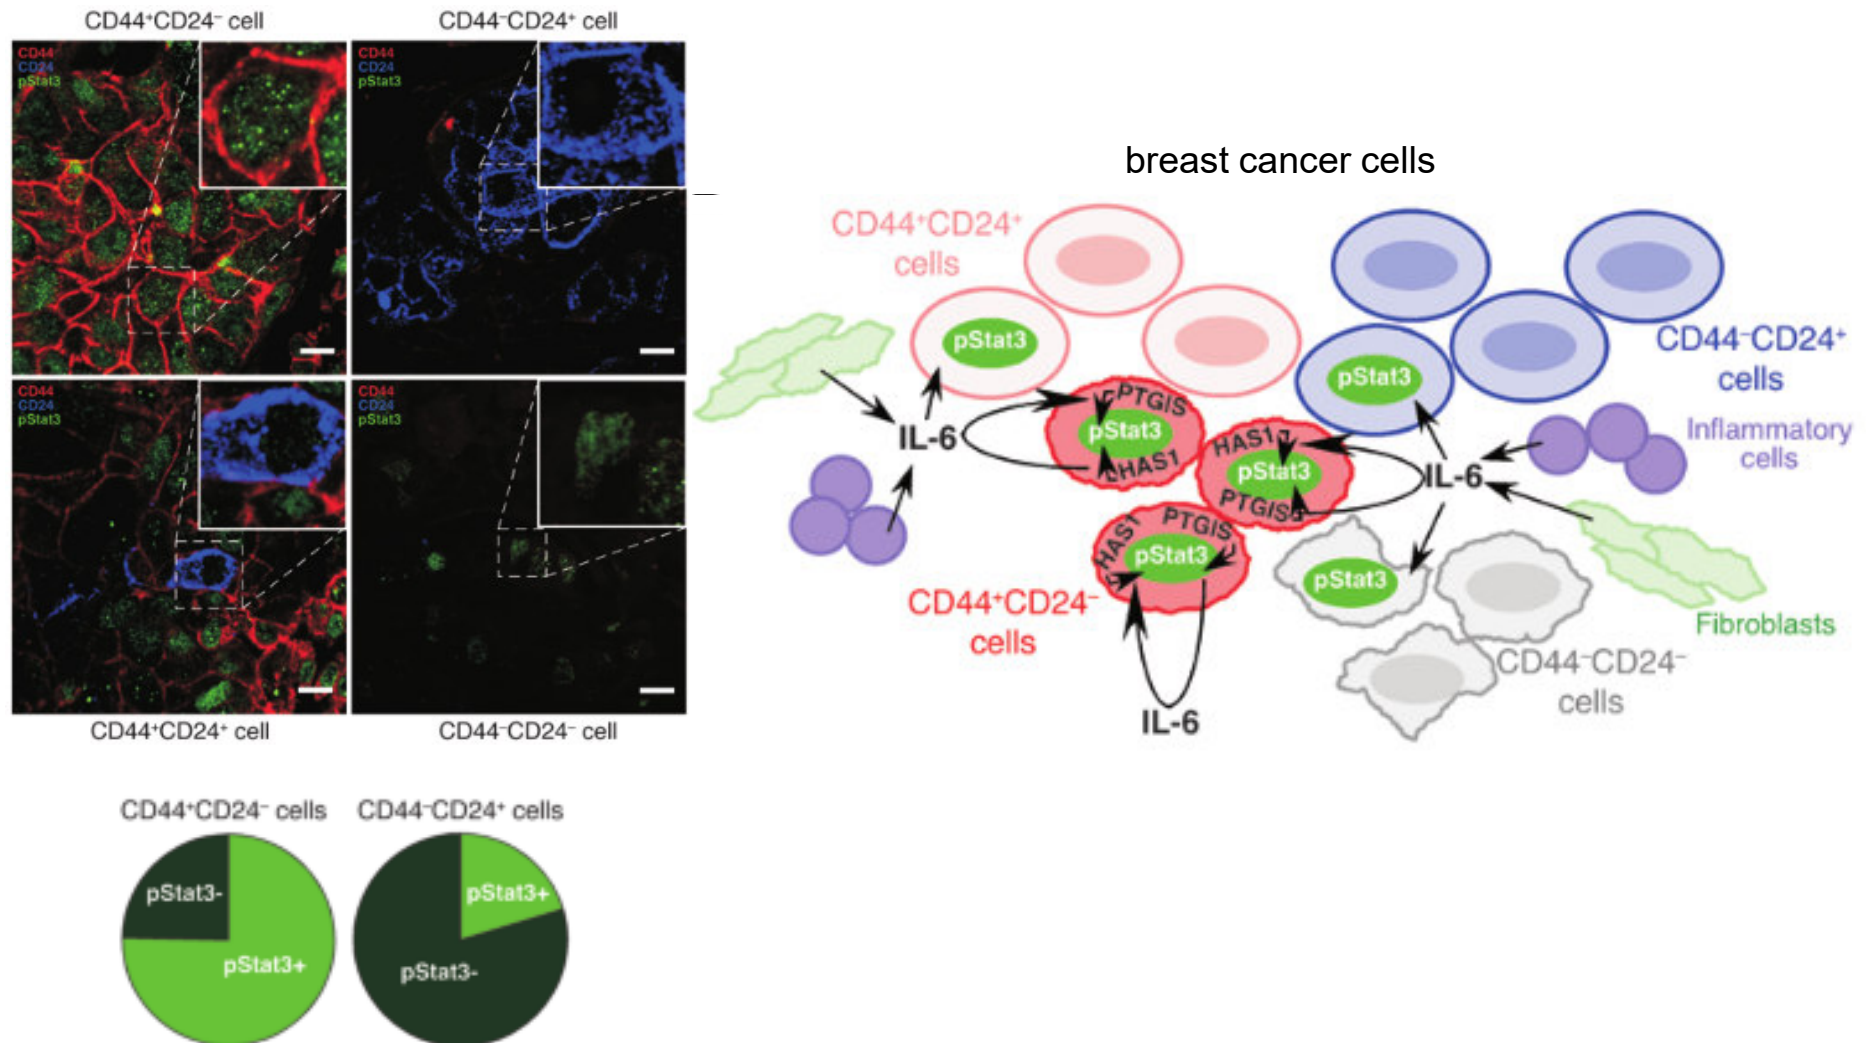 CD44⁺CD24⁻ cell
CD44⁻CD24⁺ cell
CD44
CD24
pStat3
CD44
CD24
pStat3
CD44
CD24
pStat3
CD44
CD24
pStat3
CD44⁺CD24⁺ cell
CD44⁻CD24⁻ cell
CD44⁺CD24⁻ cells
CD44⁻CD24⁺ cells
pStat3-
pStat3+
pStat3+
pStat3-
breast cancer cells
CD44⁺CD24⁺
cells
pStat3
CD44⁻CD24⁺
cells
pStat3
IL-6
PTGIS
pStat3
HAS1
HAS1
pStat3
PTGIS
IL-6
Inflammatory
cells
HAS1
PTGIS
pStat3
pStat3
CD44⁺CD24⁻
cells
Fibroblasts
CD44⁻CD24⁻
cells
IL-6